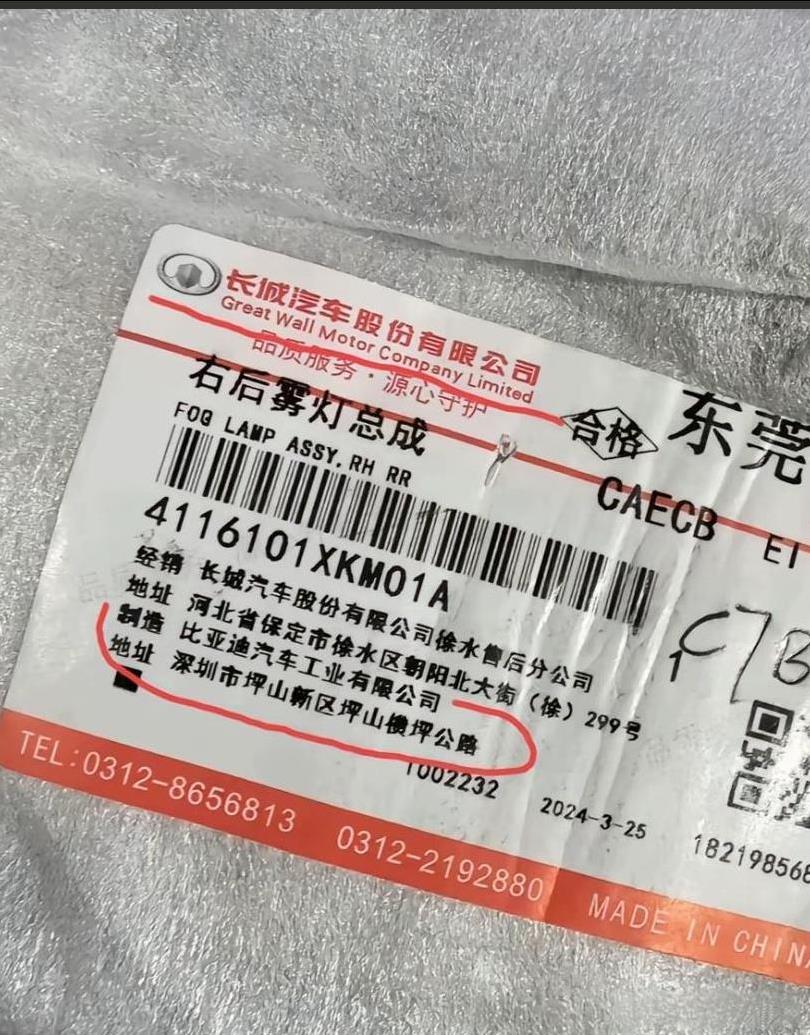 长城汽车股份有限公司
Great Wall Motor Company Limited
品质服务·源心守护
右后雾灯总成
合格
东莞
FOG LAMP ASSY,RH RR
CAECB
4116101XKM01A
经销 长城汽车股份有限公司徐水售后分公司
地址 河北省保定市徐水区朝阳北大街（徐）299号
制造 比亚迪汽车工业有限公司
地址 深圳市坪山新区坪山横坪公路
1002232
2024-3-25
TEL:0312-8656813 0312-2192880
MADE IN CHINA